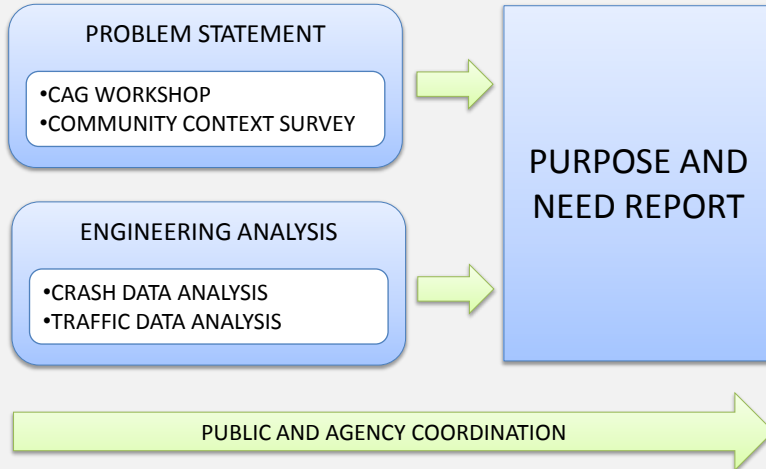 PROBLEM STATEMENT
•CAG WORKSHOP
•COMMUNITY CONTEXT SURVEY
ENGINEERING ANALYSIS
•CRASH DATA ANALYSIS
•TRAFFIC DATA ANALYSIS
PURPOSE AND
NEED REPORT
PUBLIC AND AGENCY COORDINATION